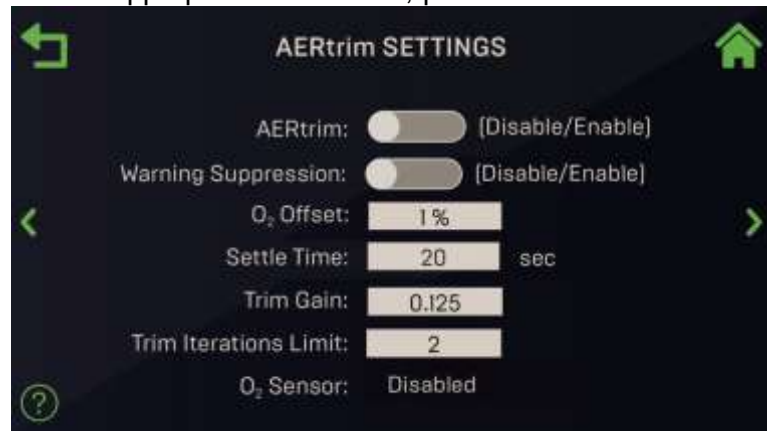 AERtrim SETTINGS
AERtrim: (Disable/Enable)
Warning Suppression: (Disable/Enable)
O₂ Offset: 1 %
Settle Time: 20 sec
Trim Gain: 0.125
Trim Iterations Limit: 2
O₂ Sensor: Disabled
?